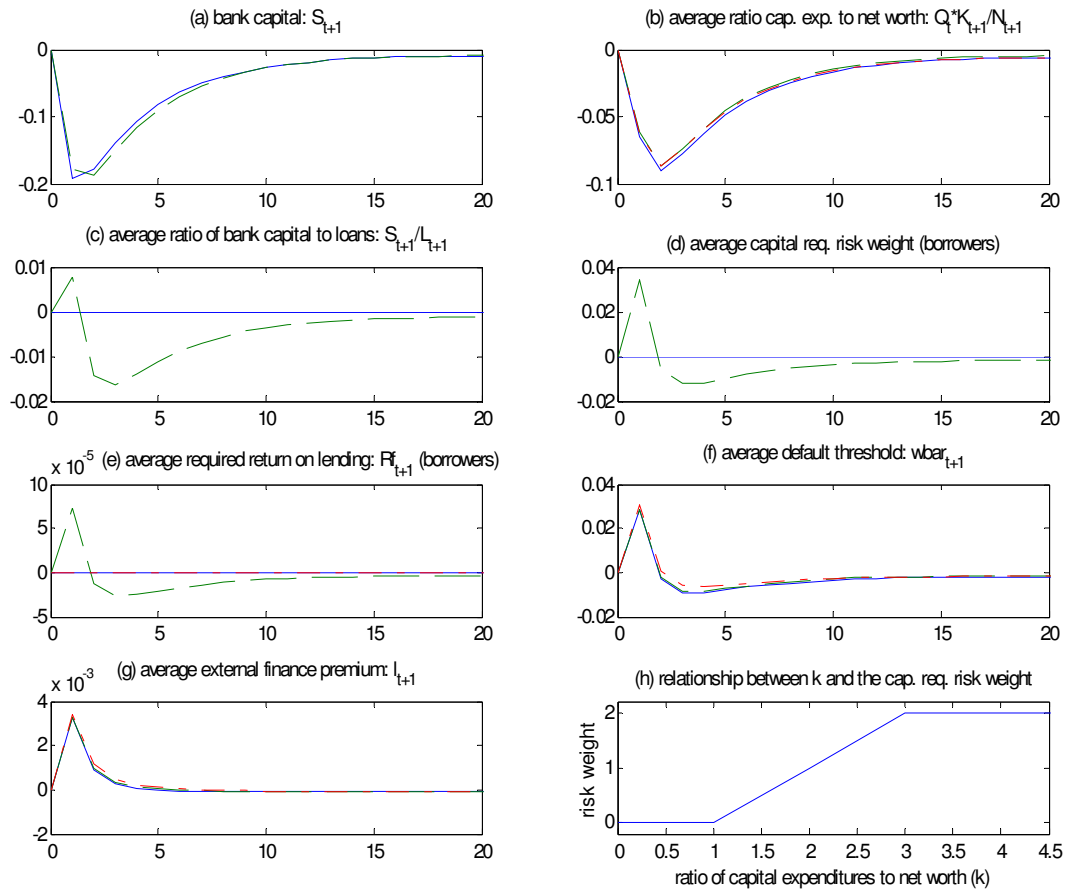 (a) bank capital: S_{t+1}
0
-0.1
-0.2
0 5 10 15 20
(b) average ratio cap. exp. to net worth: Q_t*K_{t+1}/N_{t+1}
0
-0.05
-0.1
0 5 10 15 20
(c) average ratio of bank capital to loans: S_{t+1}/L_{t+1}
0.01
0
-0.01
-0.02
0 5 10 15 20
(d) average capital req. risk weight (borrowers)
0.04
0.02
0
-0.02
0 5 10 15 20
(e) average required return on lending: Rf_{t+1} (borrowers)
x 10^{-5}
10
5
0
-5
0 5 10 15 20
(f) average default threshold: wbar_{t+1}
0.04
0.02
0
-0.02
0 5 10 15 20
(g) average external finance premium: l_{t+1}
x 10^{-3}
4
2
0
-2
0 5 10 15 20
(h) relationship between k and the cap. req. risk weight
risk weight
2
1
0
0 0.5 1 1.5 2 2.5 3 3.5 4 4.5
ratio of capital expenditures to net worth (k)